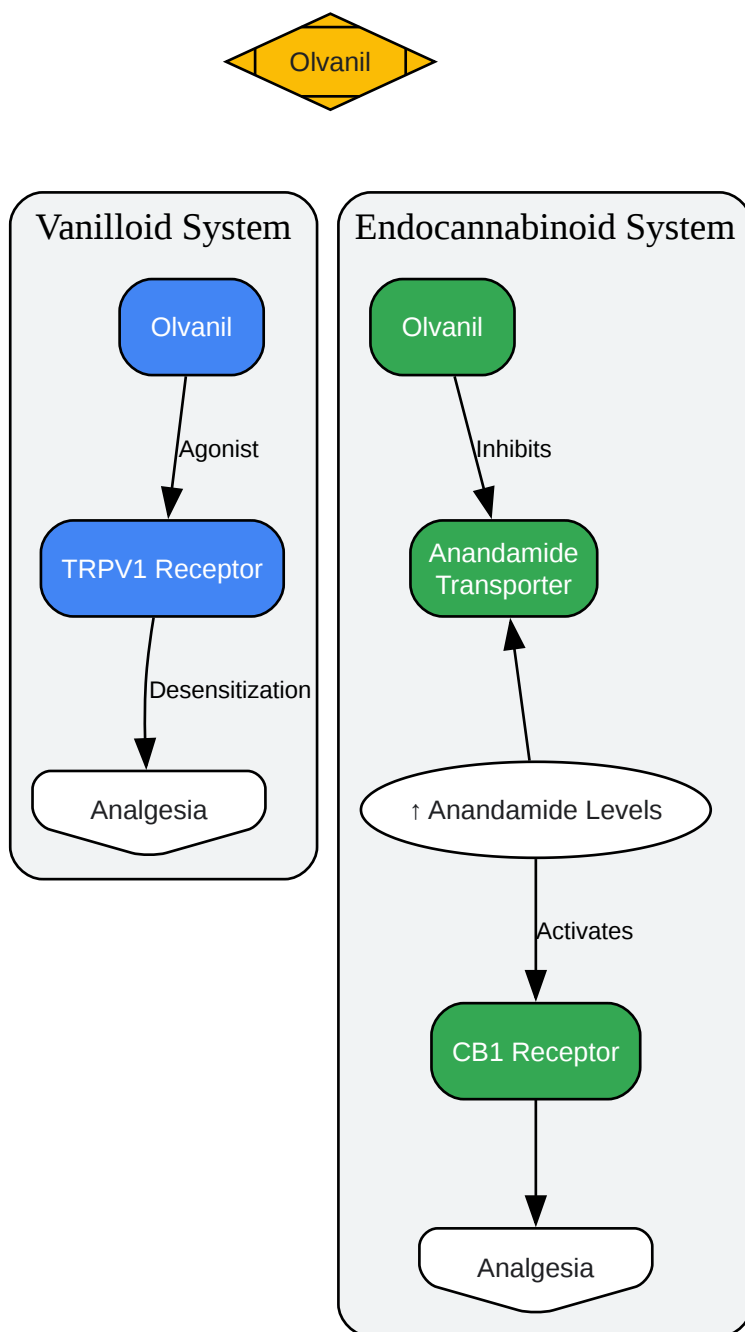 Olvanil
Vanilloid System
Olvanil
Agonist
TRPV1 Receptor
Desensitization
Analgesia
Endocannabinoid System
Olvanil
Inhibits
Anandamide
Transporter
↑ Anandamide Levels
Activates
CB1 Receptor
Analgesia